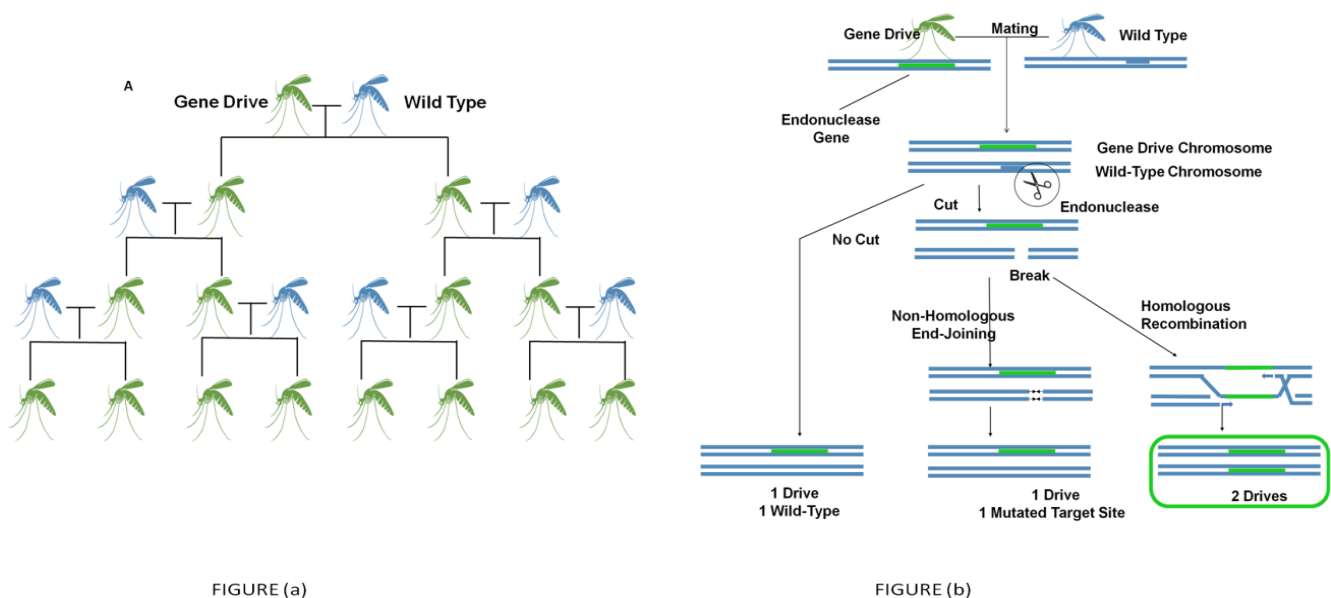 A
Gene Drive
Wild Type
Gene Drive
Mating
Wild Type
Endonuclease
Gene
Gene Drive Chromosome
Wild-Type Chromosome
Cut
Endonuclease
No Cut
Break
Non-Homologous
End-Joining
Homologous
Recombination
1 Drive
1 Wild-Type
1 Drive
1 Mutated Target Site
2 Drives
FIGURE (a)
FIGURE (b)